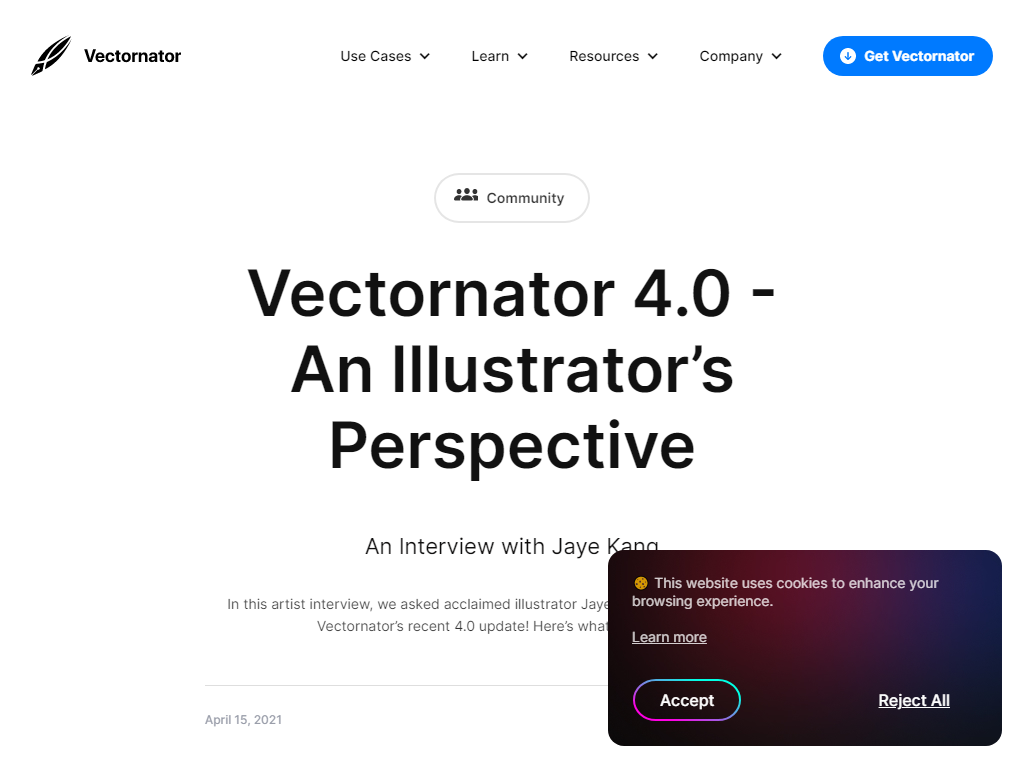 Vectornator
Use Cases
Learn
Resources
Company
Get Vectornator
Community
Vectornator 4.0 -
An Illustrator’s
Perspective
An Interview with Jaye Kang
In this artist interview, we asked acclaimed illustrator Jaye
Vectornator’s recent 4.0 update! Here’s what
April 15, 2021
This website uses cookies to enhance your
browsing experience.
Learn more
Accept
Reject All